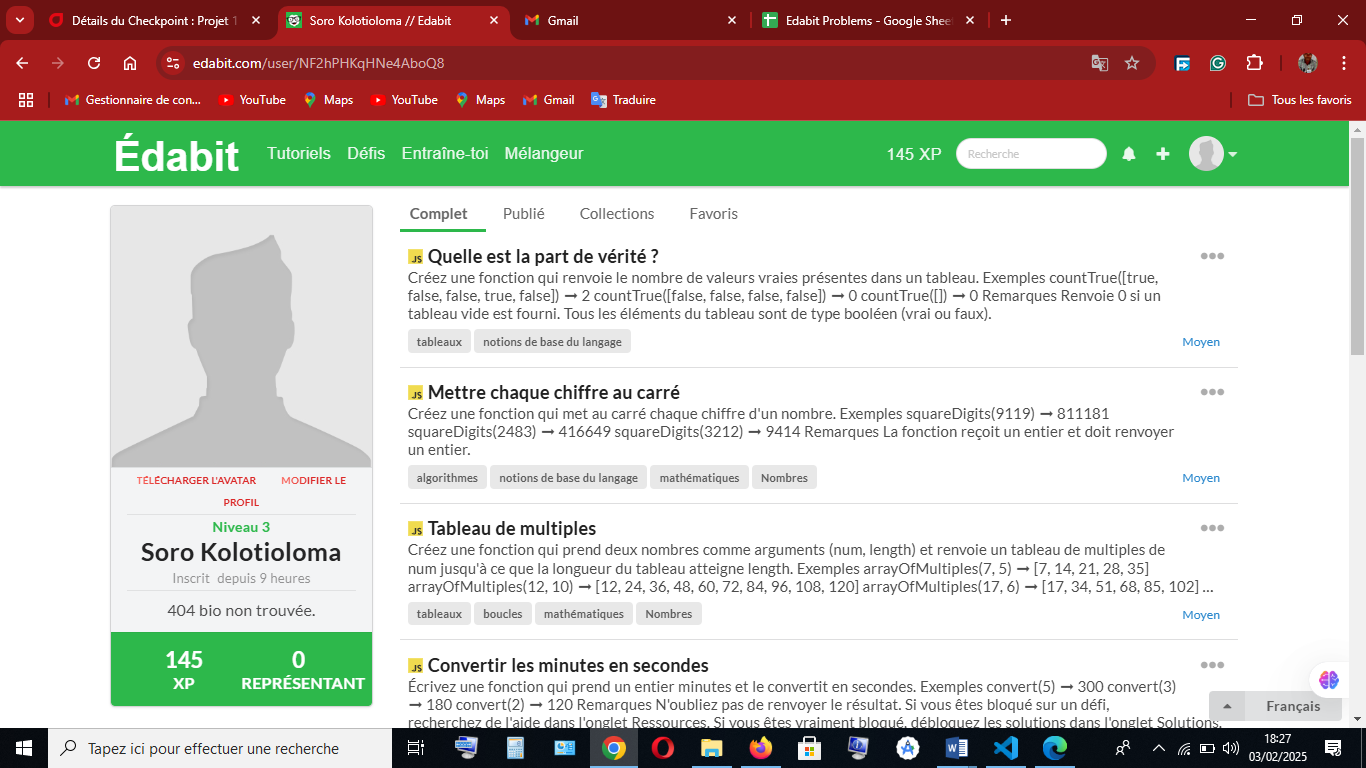 Détails du Checkpoint : Projet 1
Soro Kolotioloma // Edabit
Gmail
Edabit Problems - Google Shee
edabit.com/user/NF2hPHKqHNe4AboQ8
Gestionnaire de con...
YouTube
Maps
YouTube
Maps
Gmail
Traduire
Tous les favoris
Édabit
Tutoriels
Défis
Entraîne-toi
Mélangeur
145 XP
Recherche
TÉLÉCHARGER L'AVATAR
MODIFIER LE
PROFIL
Niveau 3
Soro Kolotioloma
Inscrit depuis 9 heures
404 bio non trouvée.
145
XP
0
REPRÉSENTANT
Complet
Publié
Collections
Favoris
JS Quelle est la part de vérité ?
Créez une fonction qui renvoie le nombre de valeurs vraies présentes dans un tableau. Exemples countTrue([true,
false, false, true, false]) ➞ 2 countTrue([false, false, false, false]) ➞ 0 countTrue([]) ➞ 0 Remarques Renvoie 0 si un
tableau vide est fourni. Tous les éléments du tableau sont de type booléen (vrai ou faux).
tableaux
notions de base du langage
Moyen
JS Mettre chaque chiffre au carré
Créez une fonction qui met au carré chaque chiffre d'un nombre. Exemples squareDigits(9119) ➞ 811181
squareDigits(2483) ➞ 416649 squareDigits(3212) ➞ 9414 Remarques La fonction reçoit un entier et doit renvoyer
un entier.
algorithmes
notions de base du langage
mathématiques
Nombres
Moyen
JS Tableau de multiples
Créez une fonction qui prend deux nombres comme arguments (num, length) et renvoie un tableau de multiples de
num jusqu'à ce que la longueur du tableau atteigne length. Exemples arrayOfMultiples(7, 5) ➞ [7, 14, 21, 28, 35]
arrayOfMultiples(12, 10) ➞ [12, 24, 36, 48, 60, 72, 84, 96, 108, 120] arrayOfMultiples(17, 6) ➞ [17, 34, 51, 68, 85, 102] ...
tableaux
boucles
mathématiques
Nombres
Moyen
JS Convertir les minutes en secondes
Écrivez une fonction qui prend un entier minutes et le convertit en secondes. Exemples convert(5) ➞ 300 convert(3)
➞ 180 convert(2) ➞ 120 Remarques N'oubliez pas de renvoyer le résultat. Si vous êtes bloqué sur un défi,
recherchez de l'aide dans l'onglet Ressources. Si vous êtes vraiment bloqué, débloquez les solutions dans l'onglet Solutions.
Français
Tapez ici pour effectuer une recherche
18:27
03/02/2025